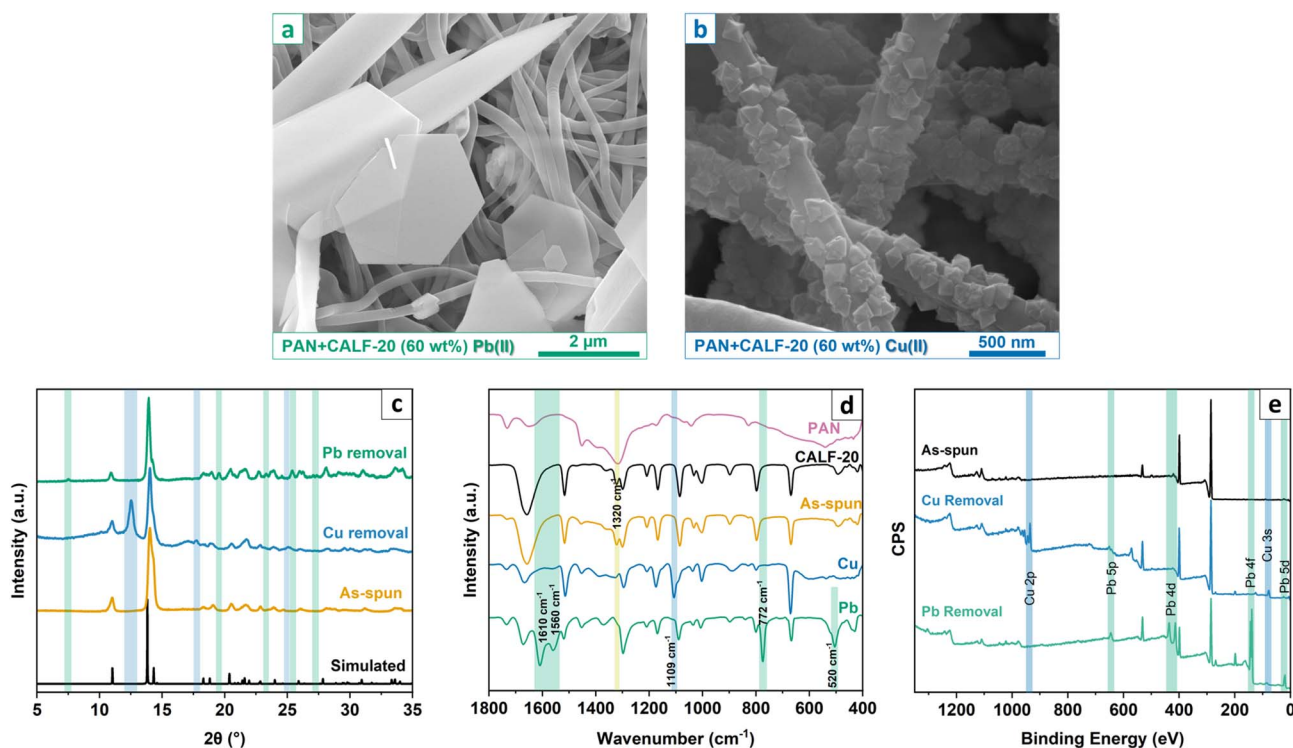 a
PAN+CALF-20 (60 wt%) Pb(II)
2 µm
b
PAN+CALF-20 (60 wt%) Cu(II)
500 nm
c
Pb removal
Cu removal
As-spun
Simulated
Intensity (a.u.)
5 10 15 20 25 30 35
2θ (°)
d
PAN
CALF-20
As-spun
Cu
Pb
1320 cm⁻¹
1610 cm⁻¹
1560 cm⁻¹
1109 cm⁻¹
772 cm⁻¹
520 cm⁻¹
Intensity (a.u.)
1800 1600 1400 1200 1000 800 600 400
Wavenumber (cm⁻¹)
e
As-spun
Cu Removal
Pb Removal
Cu 2p
Pb 5p
Pb 4d
Pb 4f
Cu 3s
Pb 5d
CPS
1200 1000 800 600 400 200 0
Binding Energy (eV)